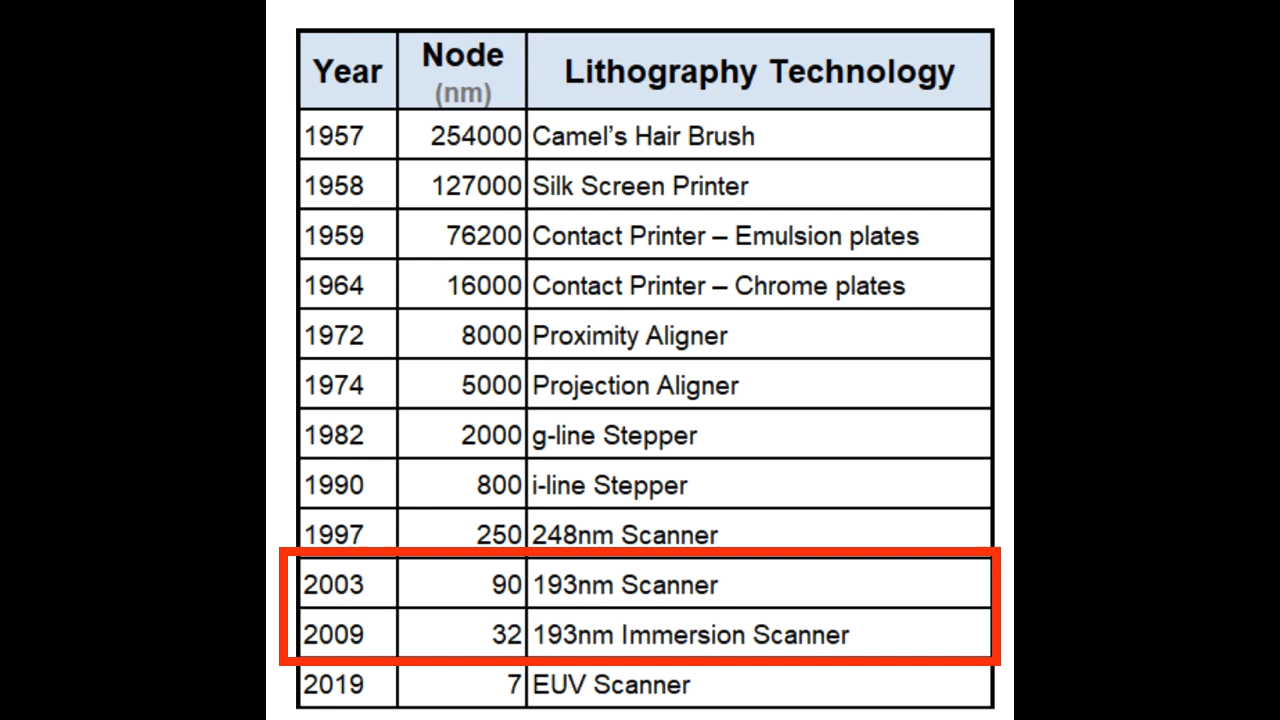 Year Node Lithography Technology
(nm)
1957 254000 Camel’s Hair Brush
1958 127000 Silk Screen Printer
1959 76200 Contact Printer – Emulsion plates
1964 16000 Contact Printer – Chrome plates
1972 8000 Proximity Aligner
1974 5000 Projection Aligner
1982 2000 g-line Stepper
1990 800 i-line Stepper
1997 250 248nm Scanner
2003 90 193nm Scanner
2009 32 193nm Immersion Scanner
2019 7 EUV Scanner